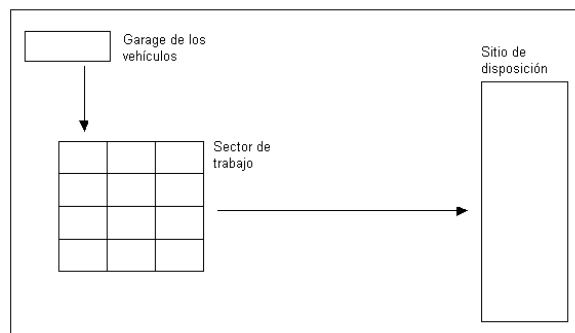 Garage de los
vehículos
Sitio de
disposición
Sector de
trabajo